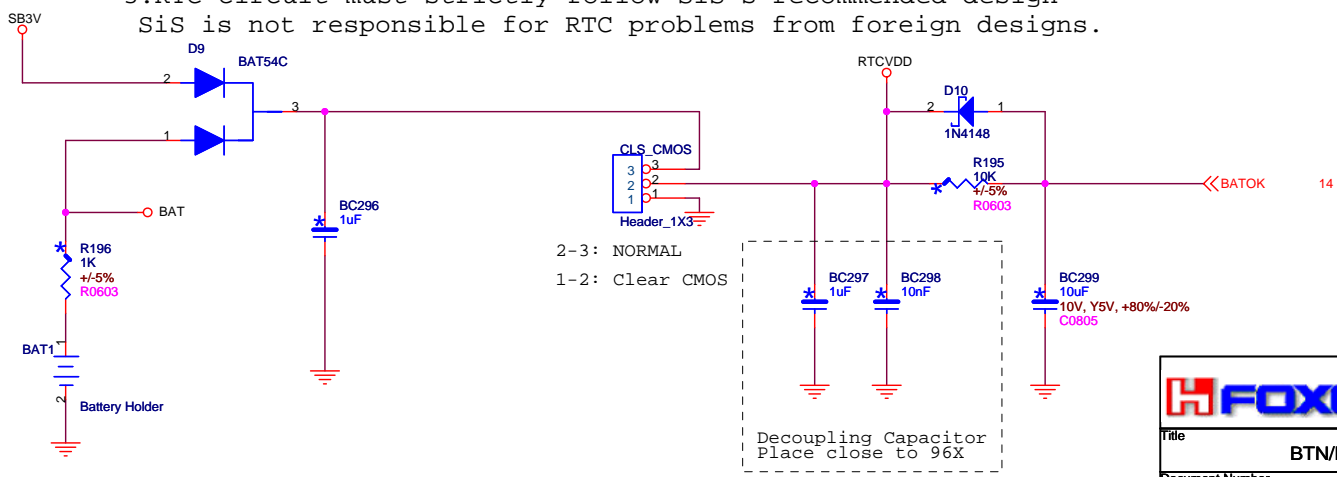 SiS is not responsible for RTC problems from foreign designs.
SB3V
D9
BAT54C
2
3
1
BAT
R196
1K
+/-5%
R0603
BAT1
1
2
Battery Holder
BC296
1uF
CLS_CMOS
3
2
1
3
2
1
Header_1X3
2-3: NORMAL
1-2: Clear CMOS
RTCVDD
D10
2
1
1N4148
R195
10K
+/-5%
R0603
BATOK
14
BC297
1uF
BC298
10nF
Decoupling Capacitor
Place close to 96X
BC299
10uF
10V, Y5V, +80%/-20%
C0805
Title